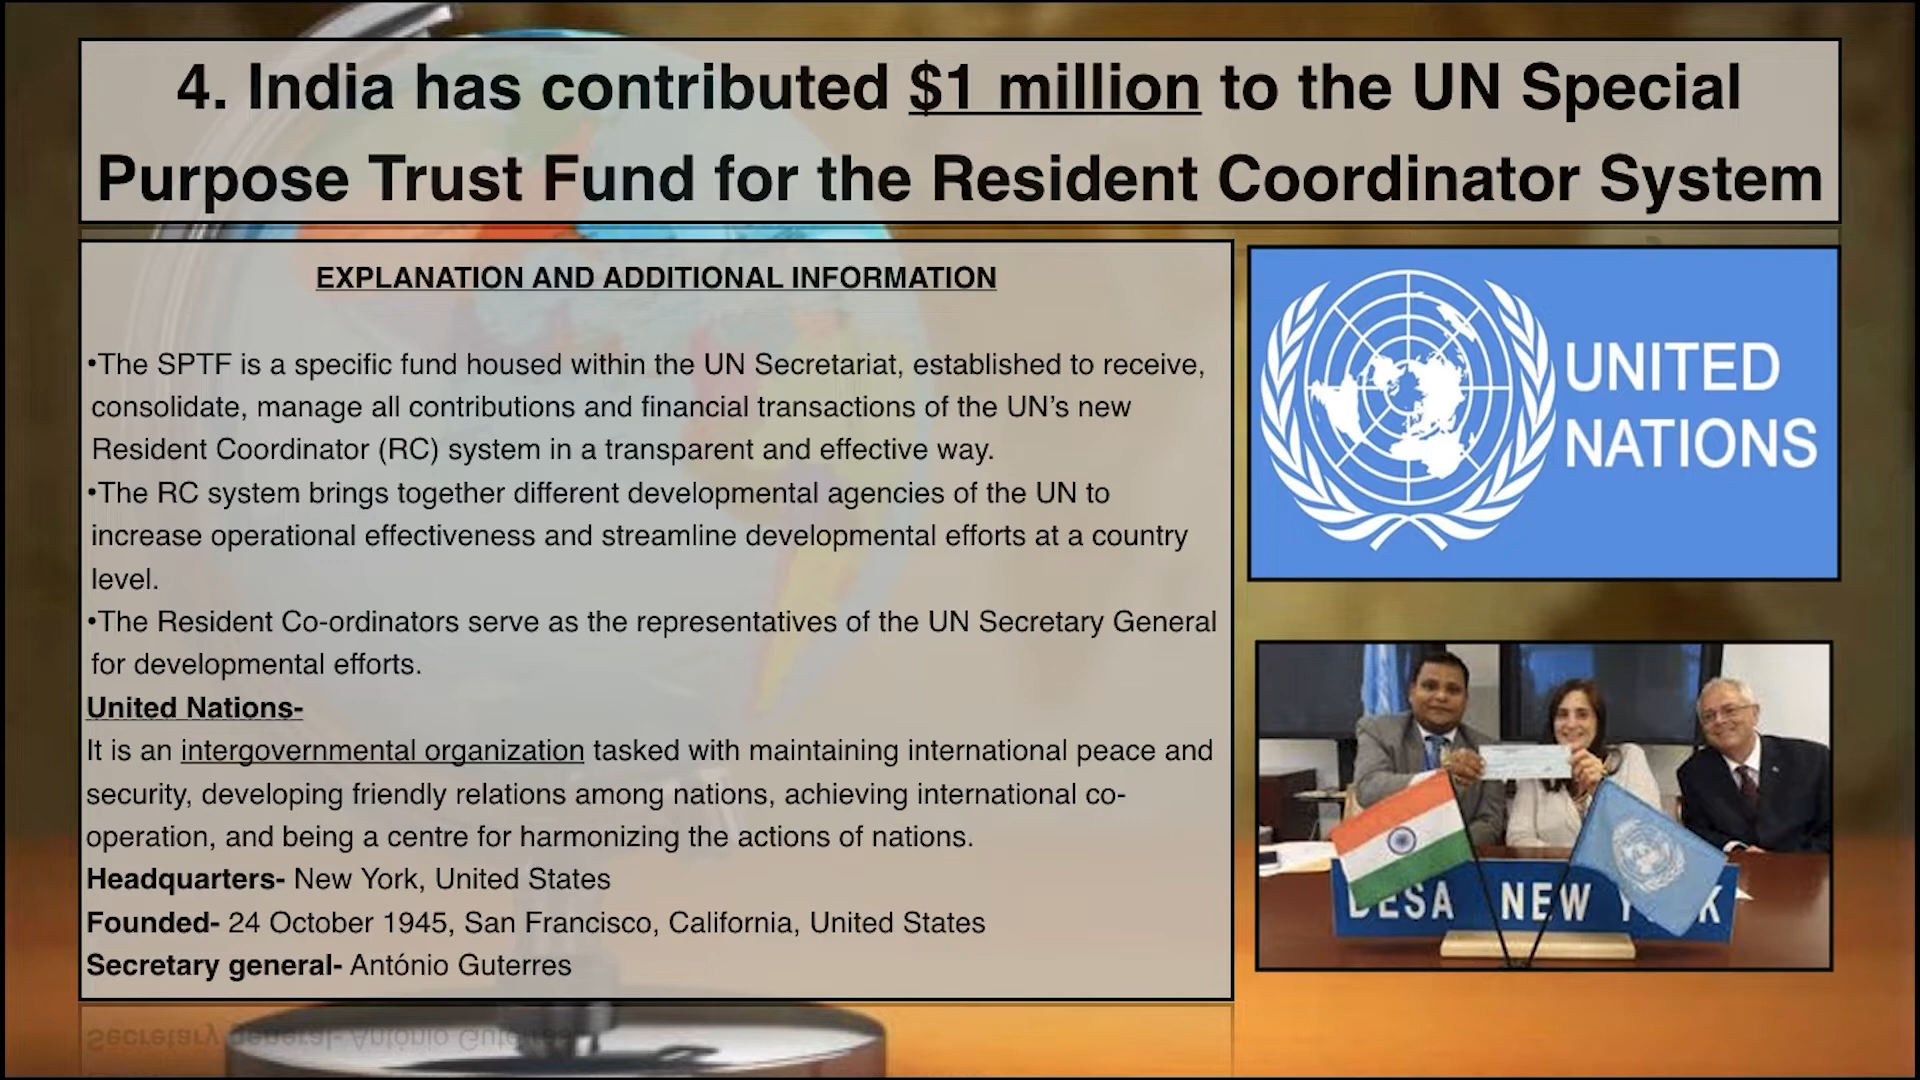 4. India has contributed $1 million to the UN Special
Purpose Trust Fund for the Resident Coordinator System
EXPLANATION AND ADDITIONAL INFORMATION
•The SPTF is a specific fund housed within the UN Secretariat, established to receive,
consolidate, manage all contributions and financial transactions of the UN’s new
Resident Coordinator (RC) system in a transparent and effective way.
•The RC system brings together different developmental agencies of the UN to
increase operational effectiveness and streamline developmental efforts at a country
level.
•The Resident Co-ordinators serve as the representatives of the UN Secretary General
for developmental efforts.
United Nations-
It is an intergovernmental organization tasked with maintaining international peace and
security, developing friendly relations among nations, achieving international co-
operation, and being a centre for harmonizing the actions of nations.
Headquarters- New York, United States
Founded- 24 October 1945, San Francisco, California, United States
Secretary general- António Guterres
UNITED
NATIONS
DESA NEW Y K